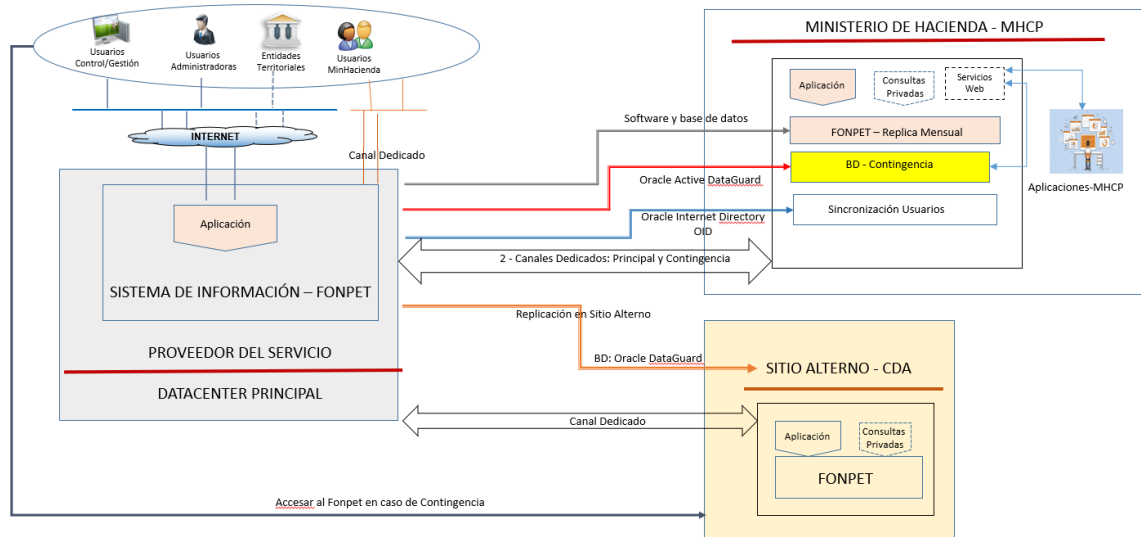 Usuarios
Control/Gestión
Usuarios
Administradoras
Entidades
Territoriales
Usuarios
MinHacienda
INTERNET
Canal Dedicado
Aplicación
SISTEMA DE INFORMACIÓN – FONPET
PROVEEDOR DEL SERVICIO
DATACENTER PRINCIPAL
Software y base de datos
Oracle Active DataGuard
Oracle Internet Directory
OID
2 - Canales Dedicados: Principal y Contingencia
Replicación en Sitio Alterno
BD: Oracle DataGuard
Canal Dedicado
Accesar al Fonpet en caso de Contingencia
MINISTERIO DE HACIENDA - MHCP
Aplicación
Consultas
Privadas
Servicios
Web
FONPET – Replica Mensual
BD - Contingencia
Sincronización Usuarios
Aplicaciones-MHCP
SITIO ALTERNO - CDA
Aplicación
Consultas
Privadas
FONPET